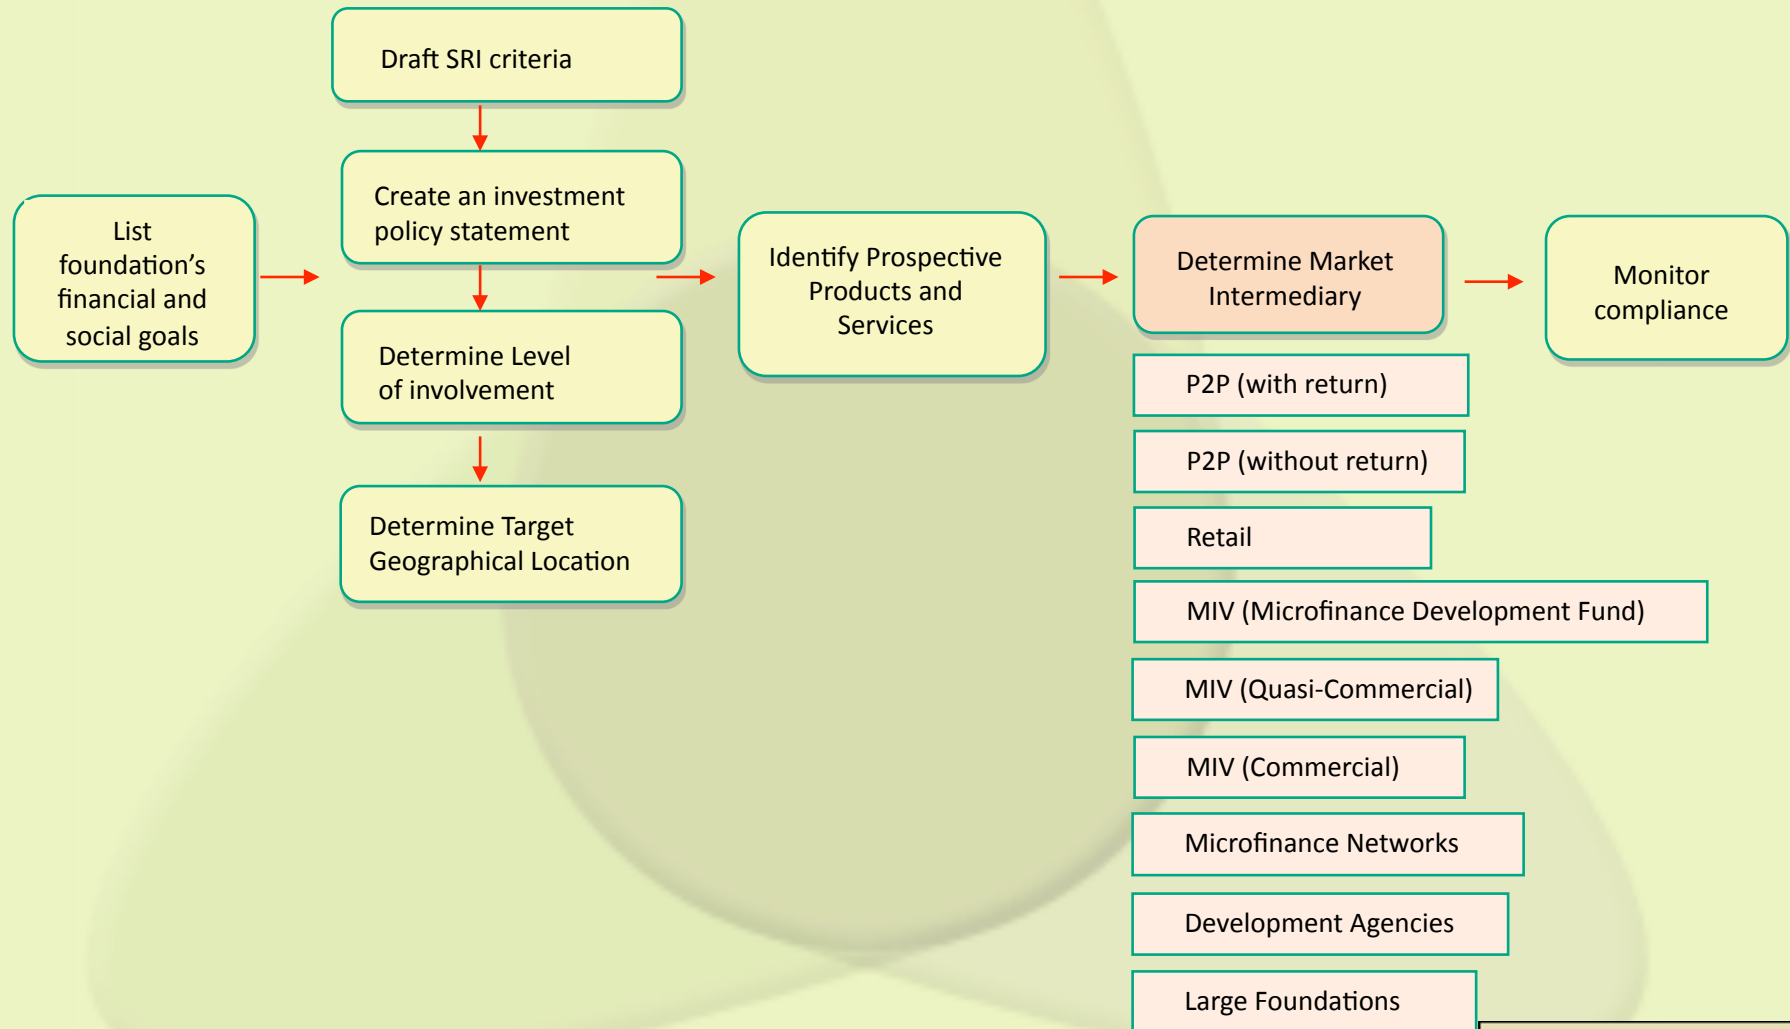 Draft SRI criteria
Create an investment
policy statement
Determine Level
of involvement
Determine Target
Geographical Location
List
foundation’s
financial and
social goals
Identify Prospective
Products and
Services
Determine Market
Intermediary
P2P (with return)
P2P (without return)
Retail
MIV (Microfinance Development Fund)
MIV (Quasi-Commercial)
MIV (Commercial)
Microfinance Networks
Development Agencies
Large Foundations
Monitor
compliance